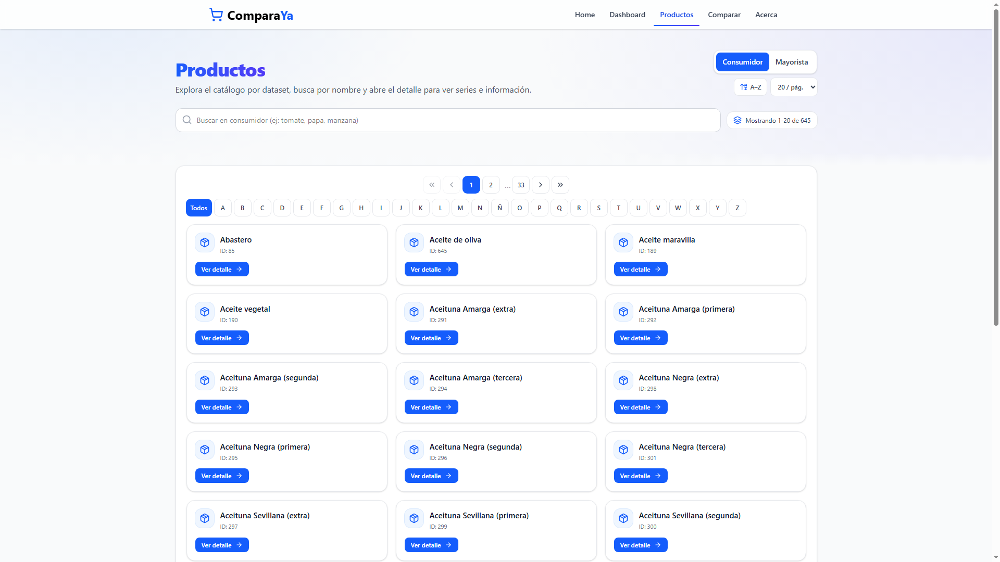 ComparaYa
Home Dashboard Productos Comparar Acerca
Consumidor Mayorista
Productos
Explora el catálogo por dataset, busca por nombre y abre el detalle para ver series e información.
A–Z 20 / pág.
Buscar en consumidor (ej: tomate, papa, manzana)
Mostrando 1-20 de 645
« ‹ 1 2 ... 33 › »
Todos A B C D E F G H I J K L M N Ñ O P Q R S T U V W X Y Z
Abastero
ID: 85
Ver detalle →
Aceite de oliva
ID: 645
Ver detalle →
Aceite maravilla
ID: 189
Ver detalle →
Aceite vegetal
ID: 190
Ver detalle →
Aceituna Amarga (extra)
ID: 291
Ver detalle →
Aceituna Amarga (primera)
ID: 292
Ver detalle →
Aceituna Amarga (segunda)
ID: 293
Ver detalle →
Aceituna Amarga (tercera)
ID: 294
Ver detalle →
Aceituna Negra (extra)
ID: 298
Ver detalle →
Aceituna Negra (primera)
ID: 295
Ver detalle →
Aceituna Negra (segunda)
ID: 296
Ver detalle →
Aceituna Negra (tercera)
ID: 301
Ver detalle →
Aceituna Sevillana (extra)
ID: 297
Ver detalle →
Aceituna Sevillana (primera)
ID: 299
Ver detalle →
Aceituna Sevillana (segunda)
ID: 300
Ver detalle →